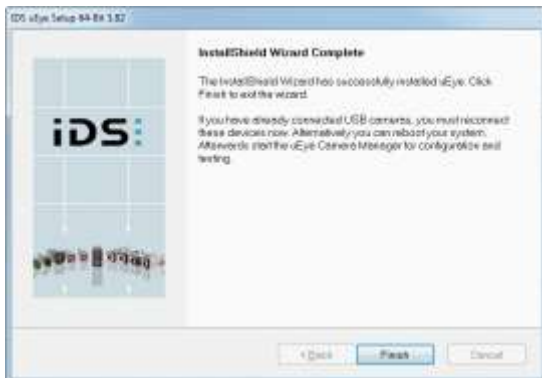 IDS uEye Setup 64-Bit 3.82
InstallShield Wizard Complete
The InstallShield Wizard has successfully installed uEye. Click
Finish to exit the wizard.
If you have already connected USB cameras, you must reconnect
these devices now. Alternatively you can reboot your system.
Afterwards start the uEye Camera Manager for configuration and
testing.
iDS:
< Back
Finish
Cancel